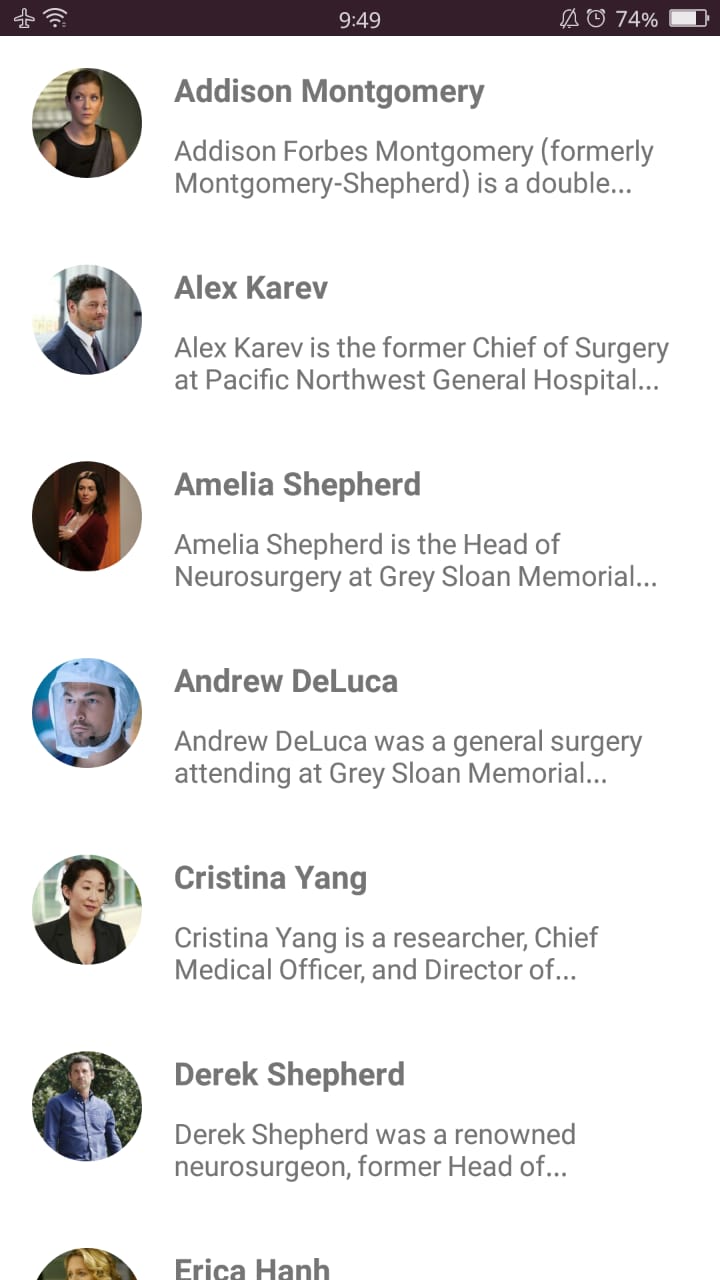 9:49
74%
Addison Montgomery
Addison Forbes Montgomery (formerly
Montgomery-Shepherd) is a double...
Alex Karev
Alex Karev is the former Chief of Surgery
at Pacific Northwest General Hospital...
Amelia Shepherd
Amelia Shepherd is the Head of
Neurosurgery at Grey Sloan Memorial...
Andrew DeLuca
Andrew DeLuca was a general surgery
attending at Grey Sloan Memorial...
Cristina Yang
Cristina Yang is a researcher, Chief
Medical Officer, and Director of...
Derek Shepherd
Derek Shepherd was a renowned
neurosurgeon, former Head of...
Erica Hanh